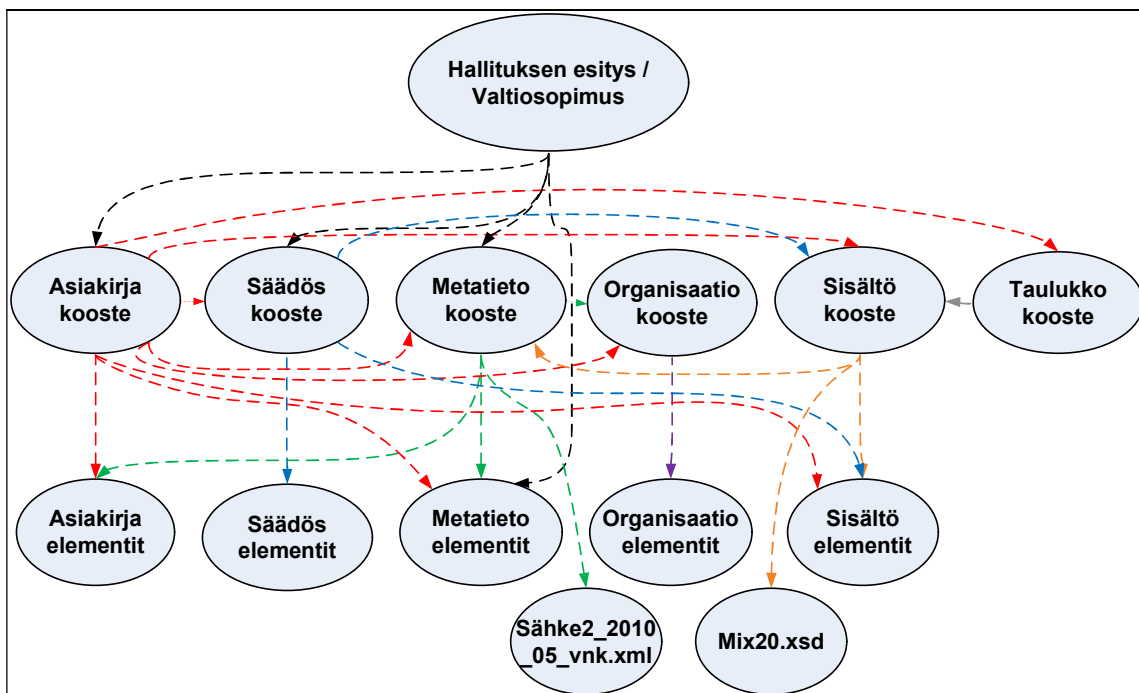 Hallituksen esitys /
Valtiosopimus
Asiakirja
kooste
Säädös
kooste
Metatieto
kooste
Organisaatio
kooste
Sisältö
kooste
Taulukko
kooste
Asiakirja
elementit
Säädös
elementit
Metatieto
elementit
Organisaatio
elementit
Sisältö
elementit
Sähke2_2010
_05_vnk.xml
Mix20.xsd